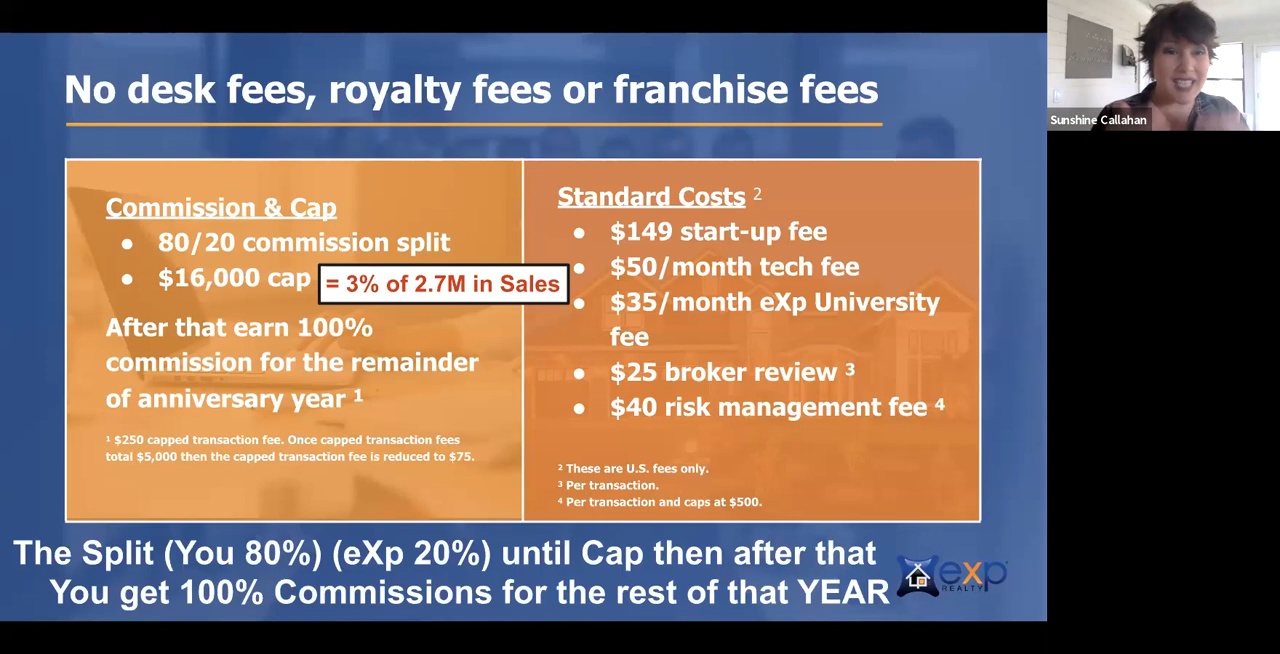 No desk fees, royalty fees or franchise fees
Sunshine Callahan
Commission & Cap
● 80/20 commission split
● $16,000 cap
= 3% of 2.7M in Sales
After that earn 100%
commission for the remainder
of anniversary year ¹
¹ $250 capped transaction fee. Once capped transaction fees
total $5,000 then the capped transaction fee is reduced to $75.
Standard Costs ²
● $149 start-up fee
● $50/month tech fee
● $35/month eXp University
fee
● $25 broker review ³
● $40 risk management fee ⁴
² These are U.S. fees only.
³ Per transaction.
⁴ Per transaction and caps at $500.
The Split (You 80%) (eXp 20%) until Cap then after that
You get 100% Commissions for the rest of that YEAR
eXp
REALTY